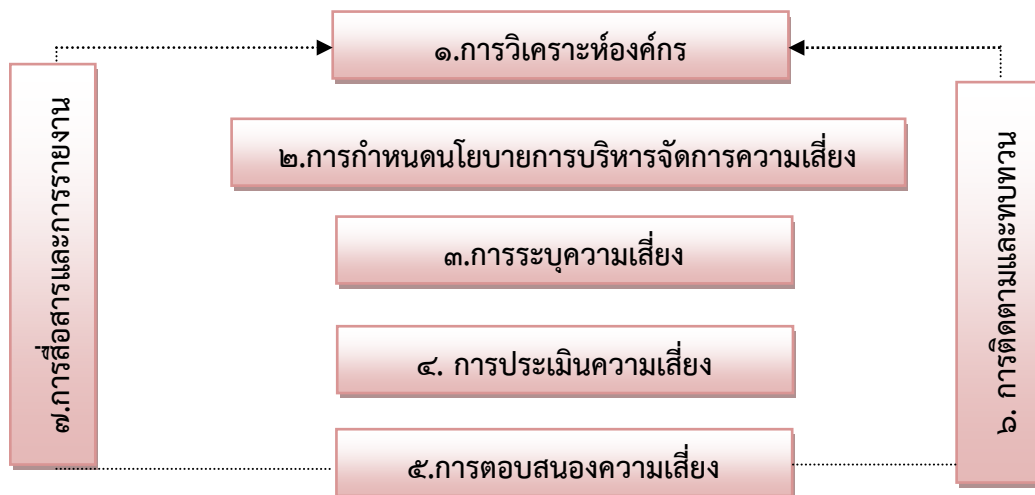 ๑.การวิเคราะห์องค์กร
๒.การกำหนดนโยบายการบริหารจัดการความเสี่ยง
๓.การระบุความเสี่ยง
๔. การประเมินความเสี่ยง
๕.การตอบสนองความเสี่ยง
๖. การติดตามและทบทวน
๗.การสื่อสารและการรายงาน